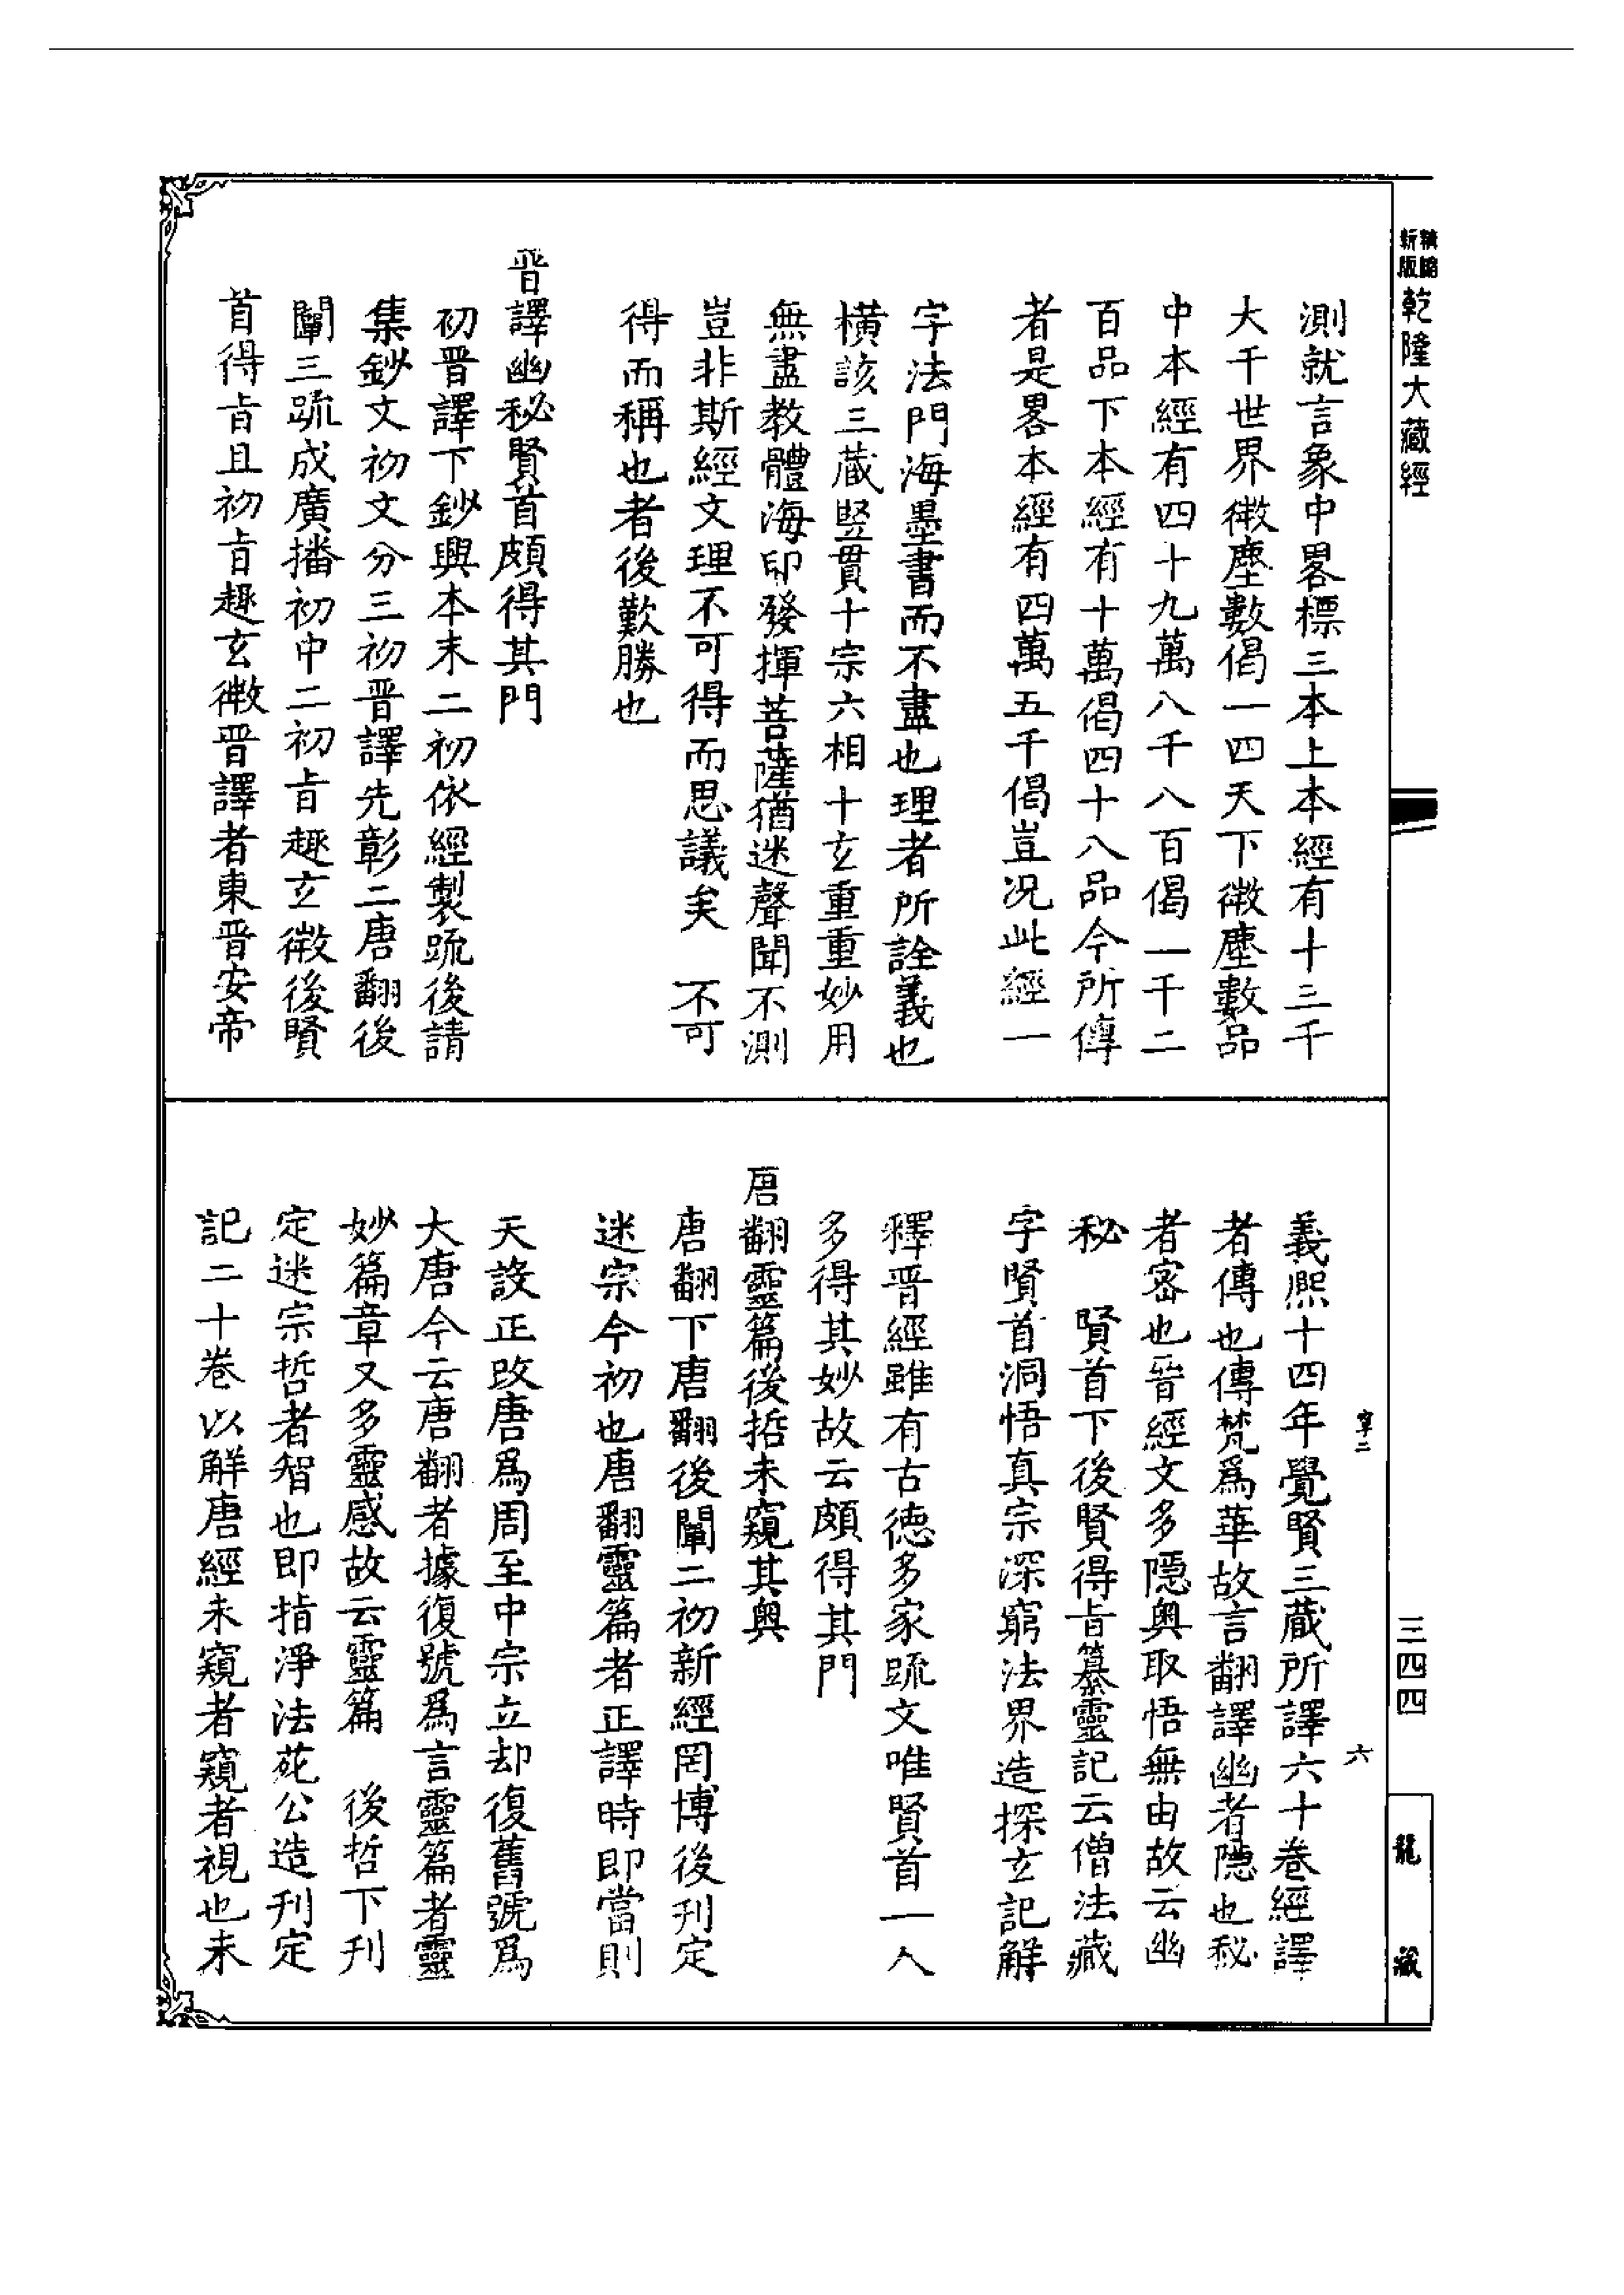 新版
精縮
乾隆大藏經
測就言象中畧標三本上本經有十三千
大千世界微塵數偈一四天下微塵數品
中本經有四十九萬八千八百偈一千二
百品下本經有十萬偈四十八品今所傳
者是畧本經有四萬五千偈豈況此經一
字法門海墨書而不盡也理者所詮義也
橫該三藏竪貫十宗六相十玄重重妙用
無盡教體海印發揮菩薩猶迷聲聞不測
豈非斯經文理不可得而思議矣　不可
得而稱也者後歎勝也
晋譯幽秘賢首頗得其門
初晋譯下鈔興本末二初依經製疏後請
集鈔文初文分三初晋譯先彰二唐翻後
闡三疏成廣播初中二初㫖趣玄微後賢
首得㫖且初㫖趣玄微晋譯者東晋安帝
義熈十四年覺賢三藏所譯六十卷經譯
者傳也傳梵爲華故言翻譯幽者隱也秘
者密也晉經文多隱奥取悟無由故云幽
秘　賢首下後賢得㫖纂靈記云僧法藏
字賢首洞悟真宗深窮法界造探玄記解
釋晋經雖有古德多家疏文唯賢首一人
多得其妙故云頗得其門
唐翻靈篇後哲未窺其奥
唐翻下唐翻後闡二初新經罔博後刋定
迷宗今初也唐翻靈篇者正譯時即當則
天設正改唐爲周至中宗立却復舊號爲
大唐今云唐翻者據復號爲言靈篇者靈
妙篇章又多靈感故云靈篇　後哲下刋
定迷宗哲者智也即指淨法苑公造刋定
記二十卷以解唐經未窺者窺者視也未
寧二
六
三四四
龍藏